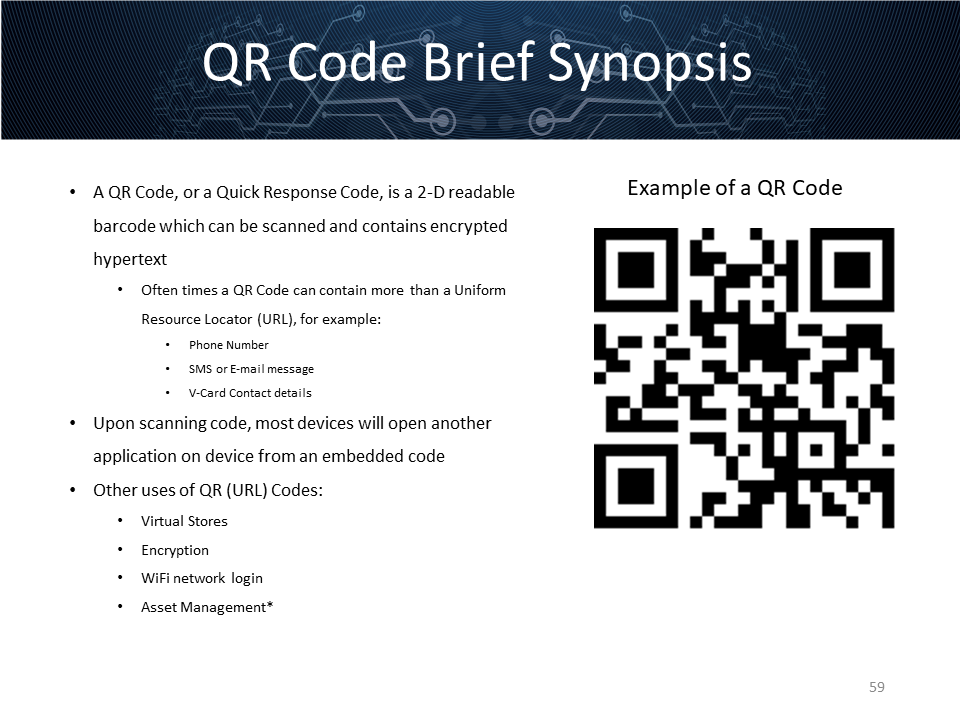 QR Code Brief Synopsis
• A QR Code, or a Quick Response Code, is a 2-D readable
barcode which can be scanned and contains encrypted
hypertext
• Often times a QR Code can contain more than a Uniform
Resource Locator (URL), for example:
• Phone Number
• SMS or E-mail message
• V-Card Contact details
• Upon scanning code, most devices will open another
application on device from an embedded code
• Other uses of QR (URL) Codes:
• Virtual Stores
• Encryption
• WiFi network login
• Asset Management*
Example of a QR Code
59